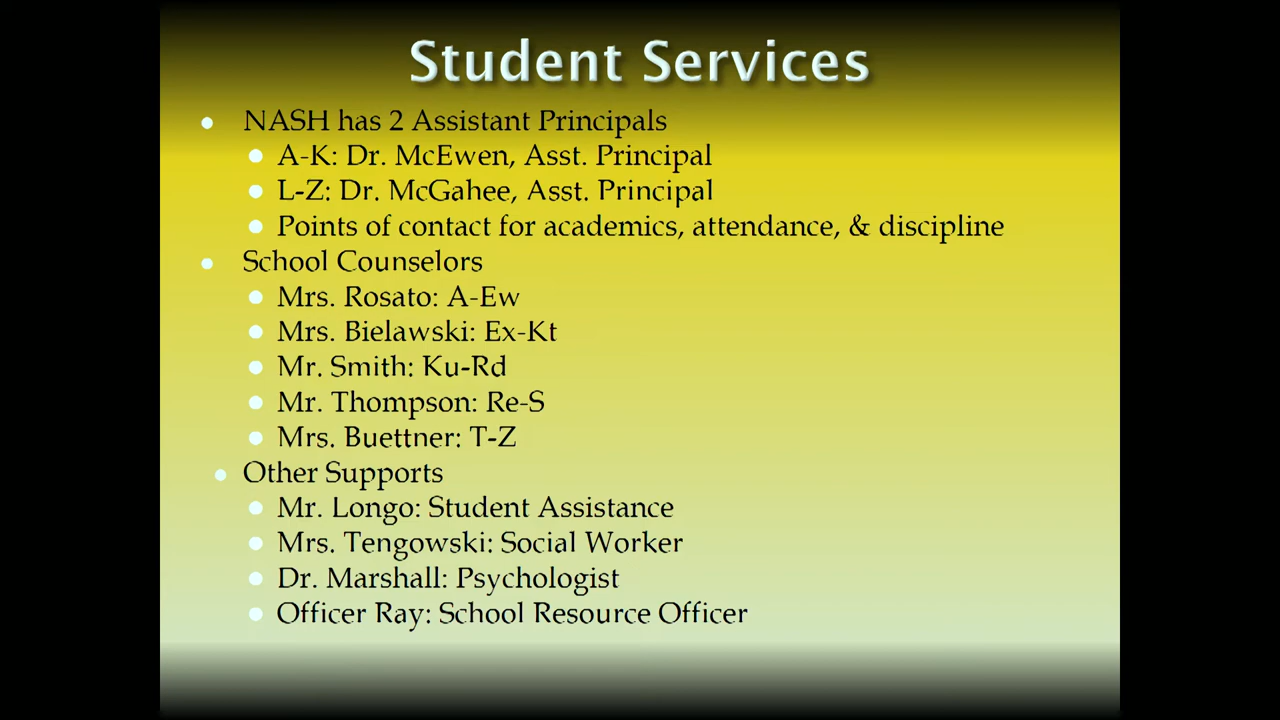 Student Services
NASH has 2 Assistant Principals
A-K: Dr. McEwen, Asst. Principal
L-Z: Dr. McGahee, Asst. Principal
Points of contact for academics, attendance, & discipline
School Counselors
Mrs. Rosato: A-Ew
Mrs. Bielawski: Ex-Kt
Mr. Smith: Ku-Rd
Mr. Thompson: Re-S
Mrs. Buettner: T-Z
Other Supports
Mr. Longo: Student Assistance
Mrs. Tengowski: Social Worker
Dr. Marshall: Psychologist
Officer Ray: School Resource Officer